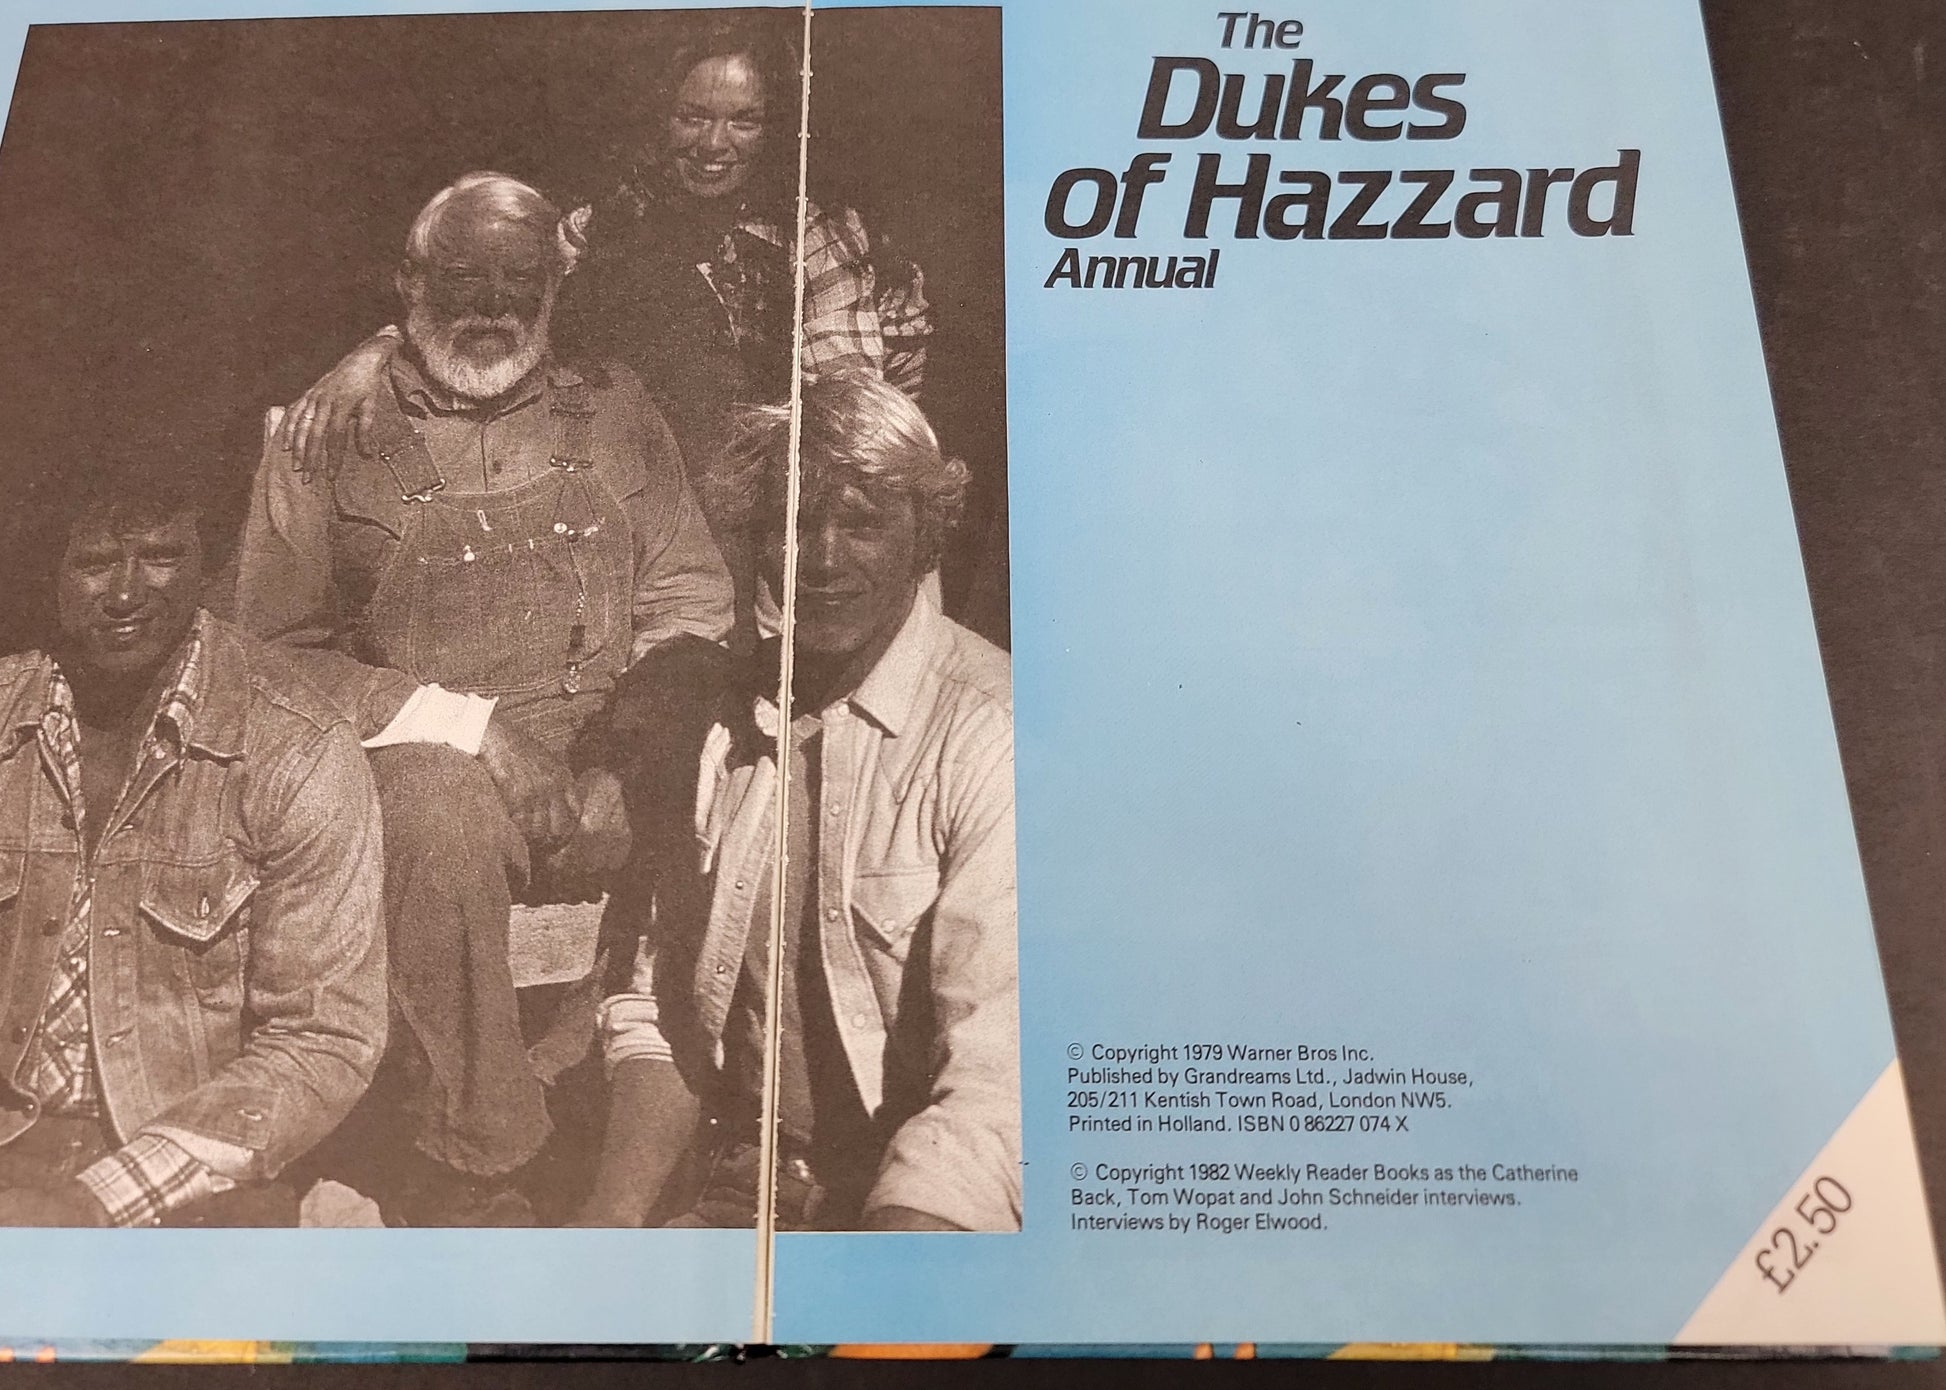 The
Dukes
of Hazzard
Annual
© Copyright 1979 Warner Bros Inc.
Published by Grandreams Ltd., Jadwin House,
205/211 Kentish Town Road, London NW5.
Printed in Holland. ISBN 0 86227 074 X
© Copyright 1982 Weekly Reader Books as the Catherine
Back, Tom Wopat and John Schneider interviews.
Interviews by Roger Elwood.
£2.50